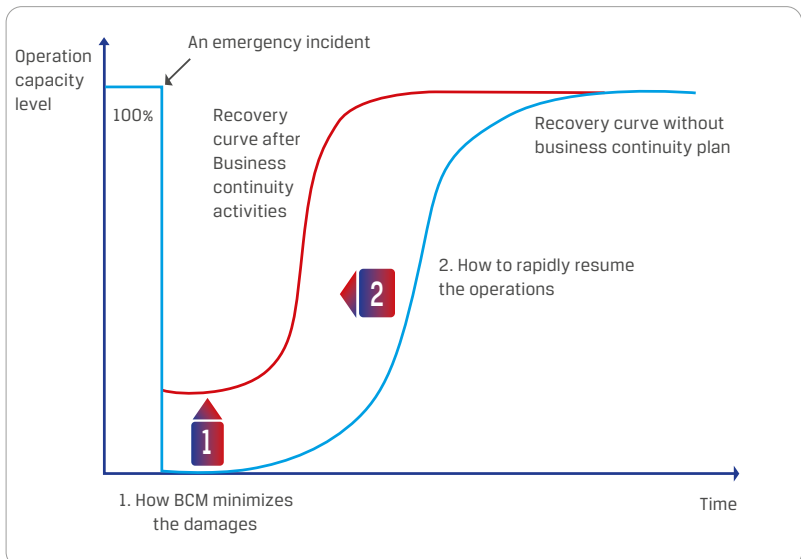 An emergency incident
Operation
capacity
level
100%
Recovery
curve after
Business
continuity
activities
Recovery curve without
business continuity plan
2. How to rapidly resume
the operations
2
1
1. How BCM minimizes
the damages
Time